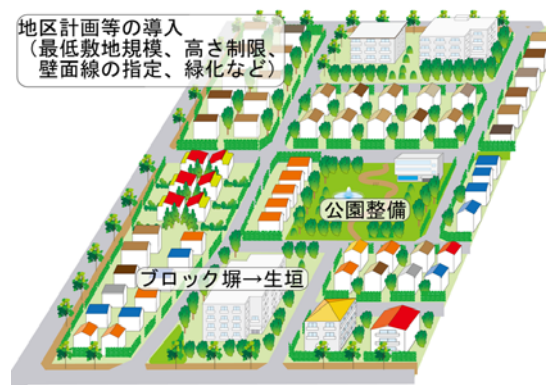 地区計画等の導入
（最低敷地規模、高さ制限、
壁面線の指定、緑化など）
公園整備
ブロック塀→生垣